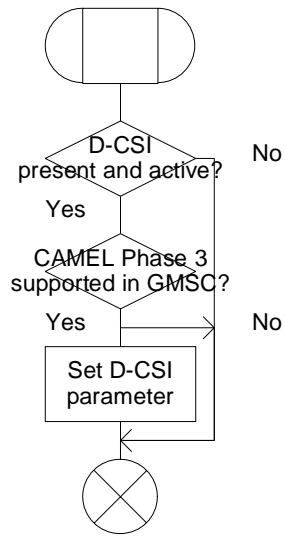 D-CSI
present and active?
No
Yes
CAMEL Phase 3
supported in GMSC?
Yes
No
Set D-CSI
parameter